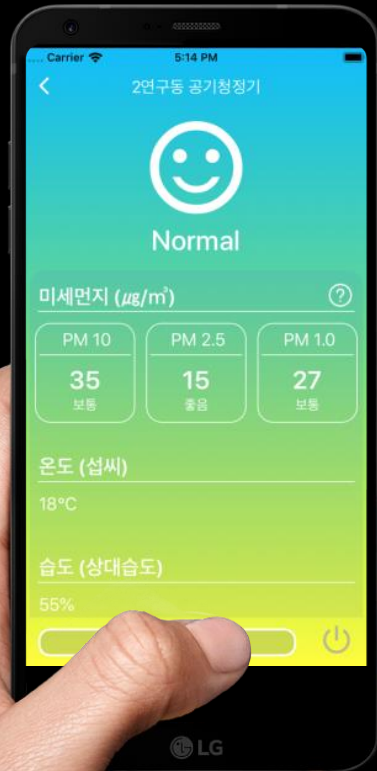 .... Carrier 5:14 PM
2연구동 공기청정기
Normal
미세먼지 (㎍/㎥) ?
PM 10 PM 2.5 PM 1.0
35 15 27
보통 좋음 보통
온도 (섭씨)
18°C
습도 (상대습도)
55%
LG